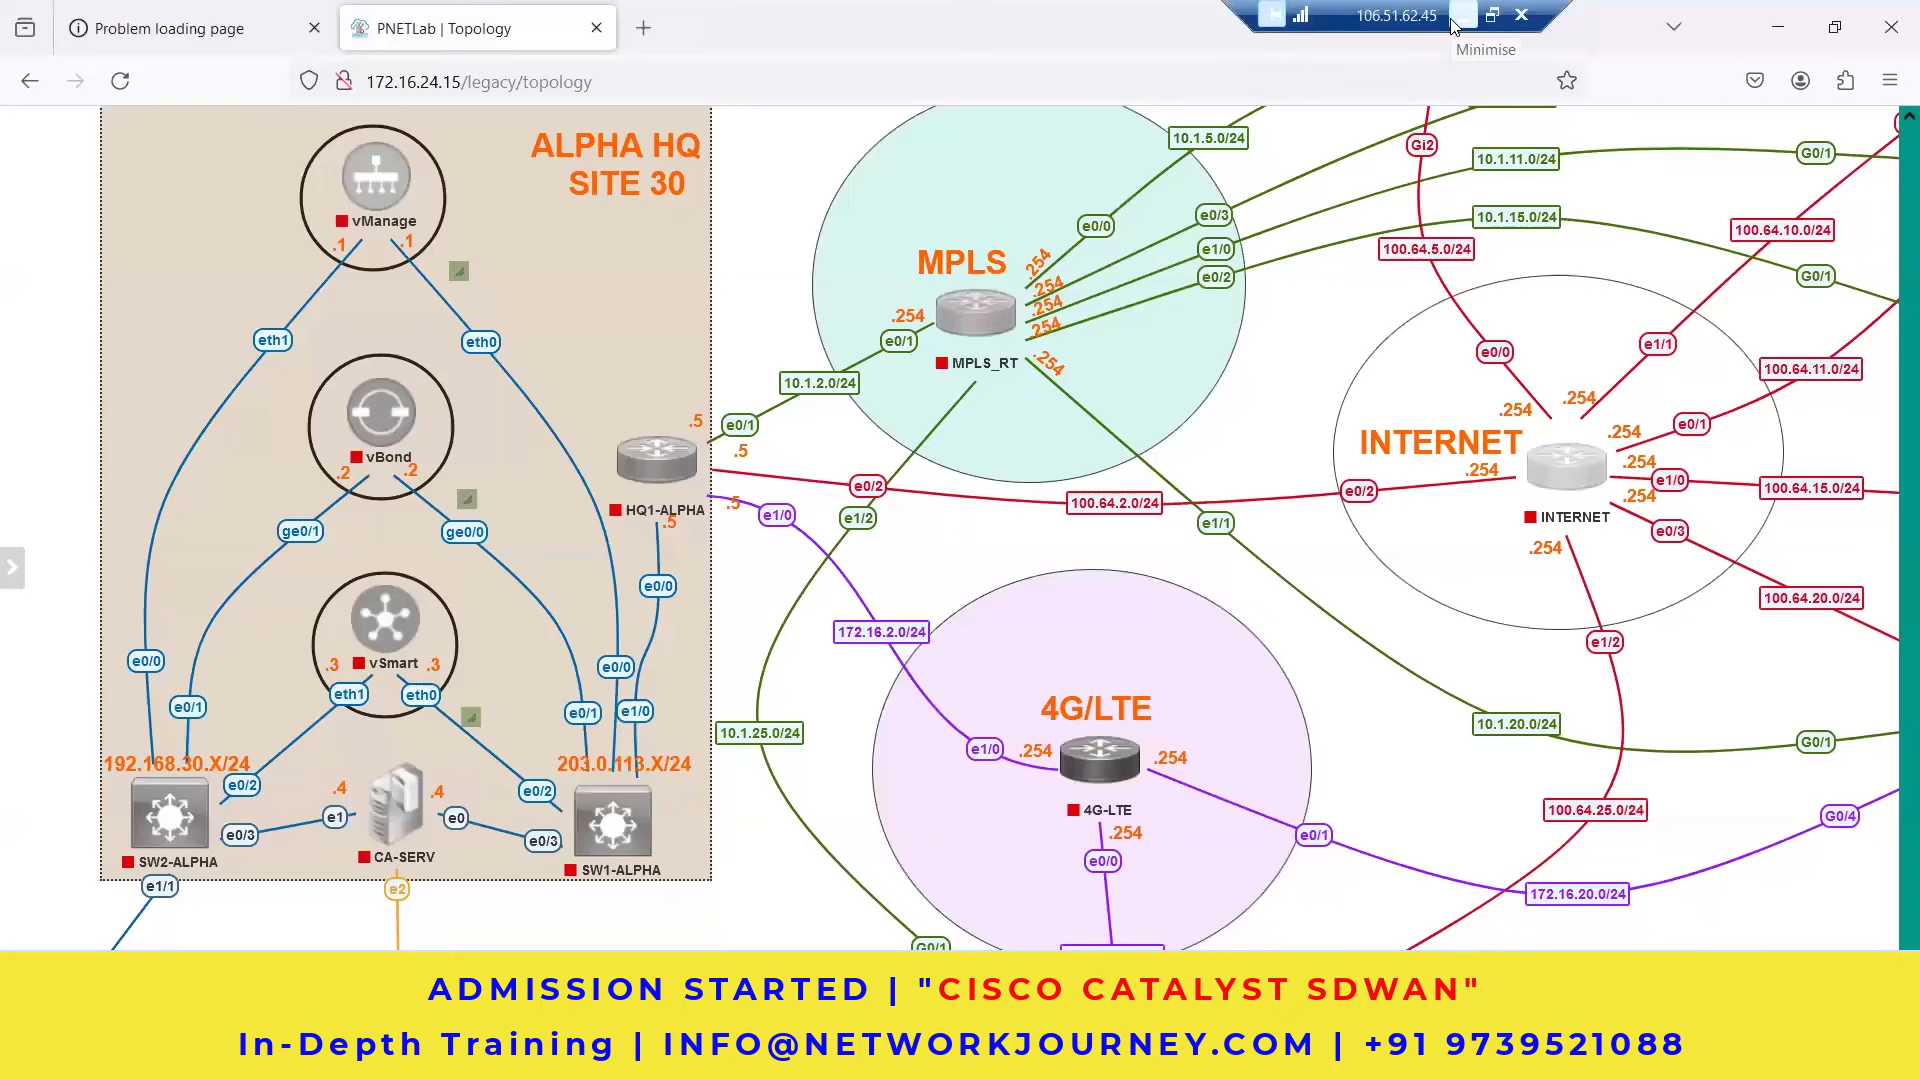 Problem loading page
PNETLab | Topology
106.51.62.45
Minimise
172.16.24.15/legacy/topology
ALPHA HQ
SITE 30
vManage
.1
.1
eth1
eth0
vBond
.2
.2
ge0/1
ge0/0
vSmart
.3
.3
eth1
eth0
e0/0
e0/1
e0/0
e0/1
e1/0
192.168.30.X/24
203.0.113.X/24
e0/2
e0/2
.4
.4
e1
e0
e0/3
e0/3
SW2-ALPHA
CA-SERV
SW1-ALPHA
e1/1
e2
HQ1-ALPHA
.5
.5
.5
.5
e0/0
e0/1
e0/2
e1/0
10.1.2.0/24
MPLS
MPLS_RT
.254
.254
.254
.254
.254
.254
e0/1
e0/0
e0/3
e1/0
e0/2
e1/2
e1/1
10.1.5.0/24
10.1.11.0/24
10.1.15.0/24
G0/1
G0/1
Gi2
100.64.5.0/24
100.64.10.0/24
100.64.11.0/24
100.64.15.0/24
100.64.20.0/24
100.64.25.0/24
100.64.2.0/24
INTERNET
INTERNET
.254
.254
.254
.254
.254
.254
.254
e0/0
e1/1
e0/1
e1/0
e0/3
e0/2
e1/2
172.16.2.0/24
4G/LTE
4G-LTE
.254
.254
.254
e1/0
e0/1
e0/0
10.1.25.0/24
10.1.20.0/24
G0/1
G0/4
172.16.20.0/24
G0/1
ADMISSION STARTED | "CISCO CATALYST SDWAN"
In-Depth Training | INFO@NETWORKJOURNEY.COM | +91 9739521088